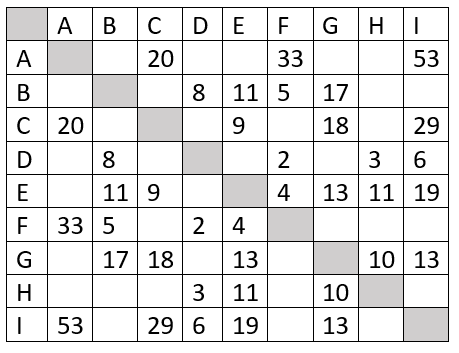 A B C D E F G H I
A 20 33 53
B 8 11 5 17
C 20 9 18 29
D 8 2 3 6
E 11 9 4 13 11 19
F 33 5 2 4
G 17 18 13 10 13
H 3 11 10
I 53 29 6 19 13